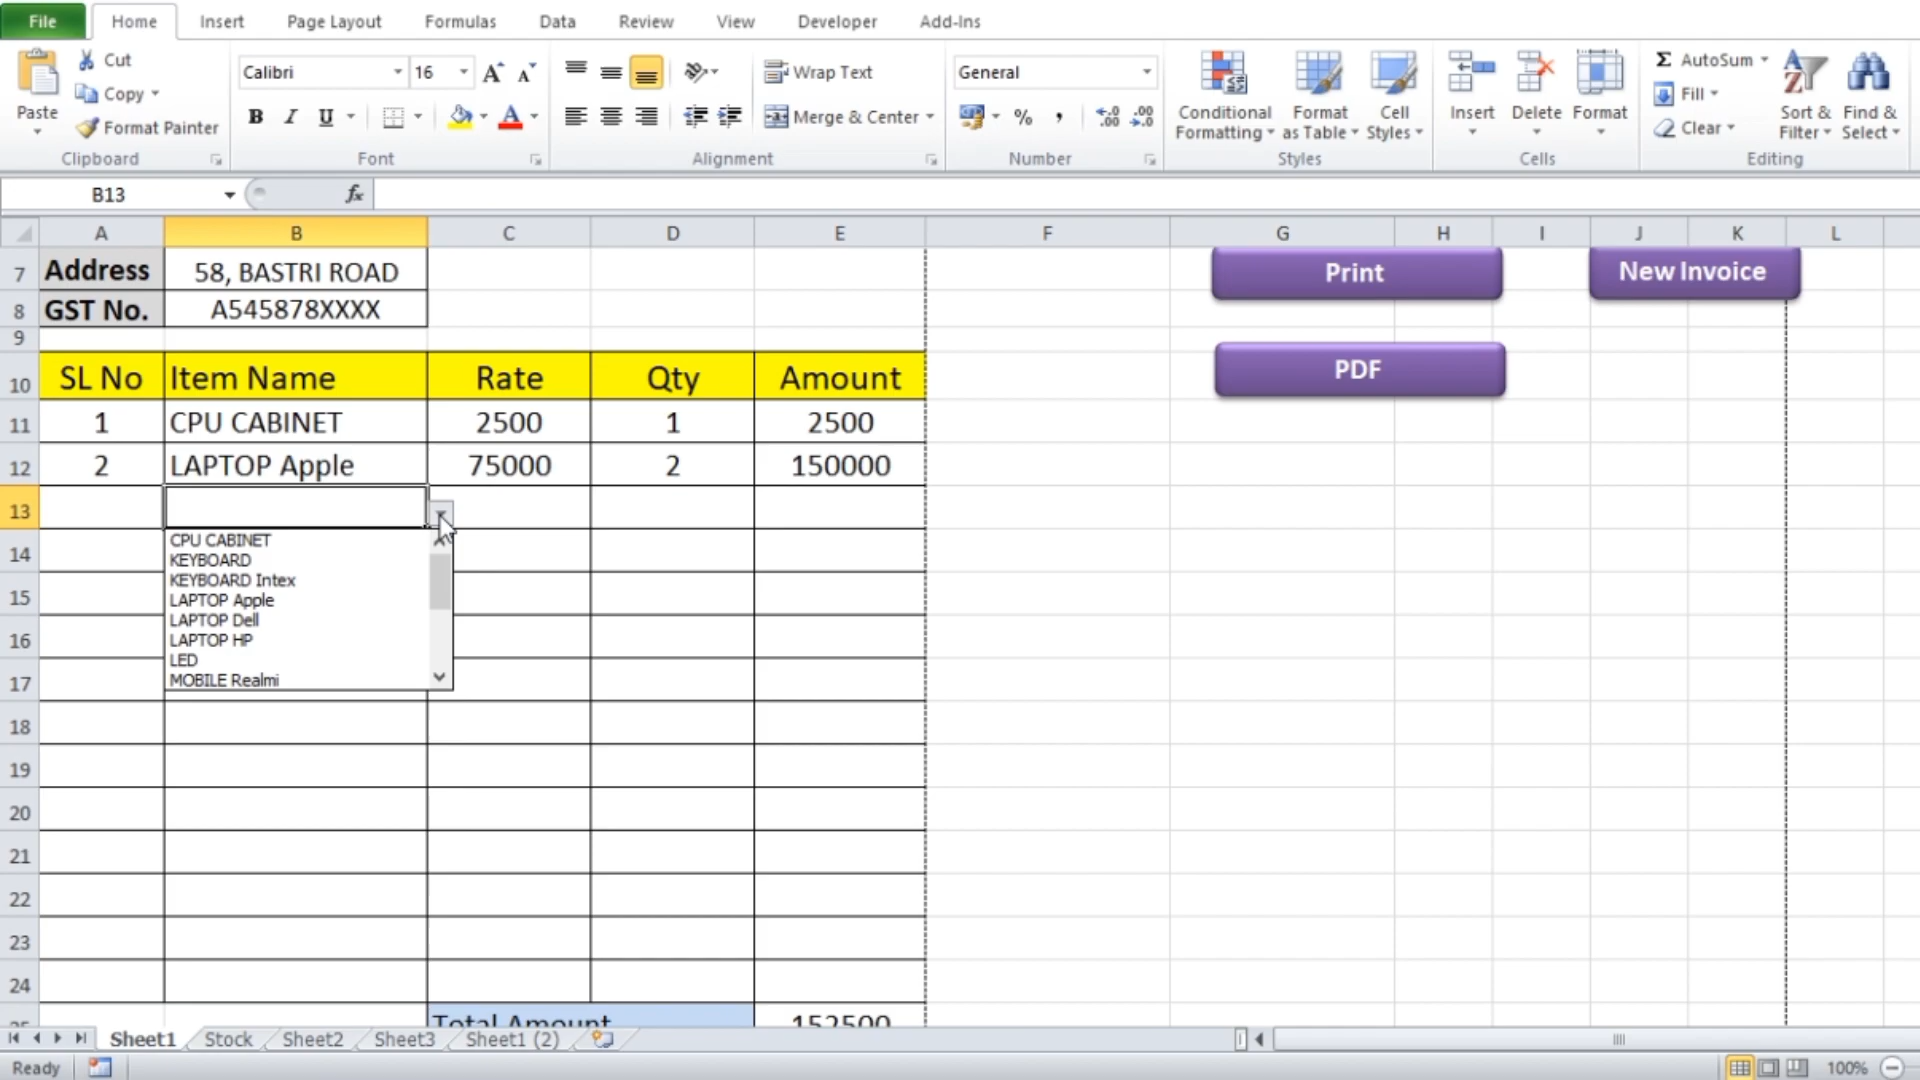 File Home Insert Page Layout Formulas Data Review View Developer Add-Ins
Paste Cut Copy Format Painter Clipboard
Calibri 16 A A B I U A Font
Wrap Text Merge & Center Alignment
General % , .0 .00 .00 .0 Number
Conditional Formatting Format as Table Cell Styles Styles
Insert Delete Format Cells
Σ AutoSum Fill Clear Sort & Filter Find & Select Editing
B13 fx
A B C D E F G H I J K L
7 Address 58, BASTRI ROAD Print New Invoice
8 GST No. A545878XXXX
9
10 SL No Item Name Rate Qty Amount PDF
11 1 CPU CABINET 2500 1 2500
12 2 LAPTOP Apple 75000 2 150000
13
CPU CABINET
14
KEYBOARD
KEYBOARD Intex
15
LAPTOP Apple
LAPTOP Dell
16
LAPTOP HP
LED
17
MOBILE Realmi
18
19
20
21
22
23
24
25 Total Amount 152500
Sheet1 Stock Sheet2 Sheet3 Sheet1 (2)
Ready 100%